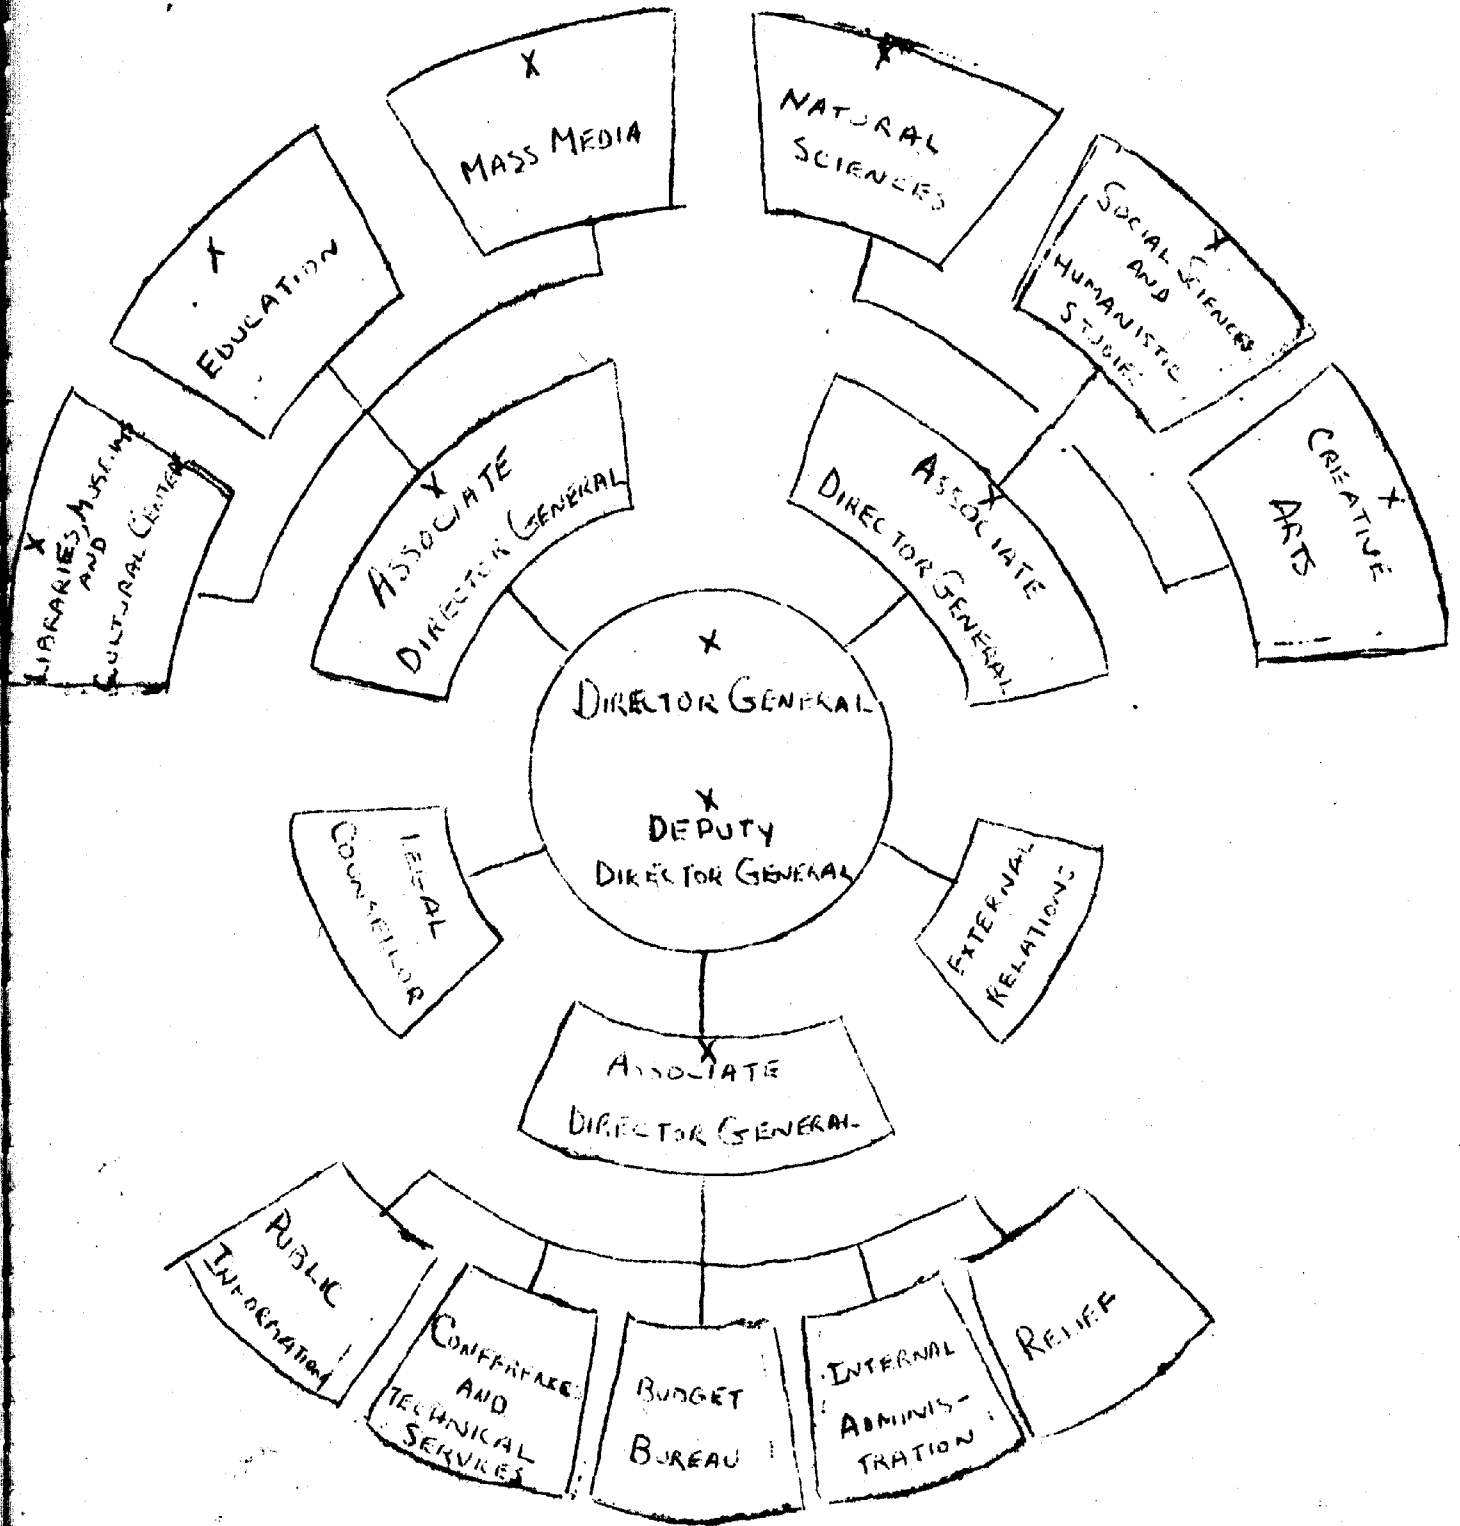 X
MASS MEDIA
X
NATURAL
SCIENCES
X
EDUCATION
X
SOCIAL SCIENCES
AND
HUMANISTIC
STUDIES
X
LIBRARIES, MUSEUMS
AND
CULTURAL CENTERS
X
ASSOCIATE
DIRECTOR GENERAL
X
ASSOCIATE
DIRECTOR GENERAL
X
CREATIVE
ARTS
X
DIRECTOR GENERAL
X
DEPUTY
DIRECTOR GENERAL
LEGAL
COUNSELLOR
EXTERNAL
RELATIONS
X
ASSOCIATE
DIRECTOR GENERAL
PUBLIC
INFORMATION
CONFERENCE
AND
TECHNICAL
SERVICES
BUDGET
BUREAU
INTERNAL
ADMINIS-
TRATION
RELIEF